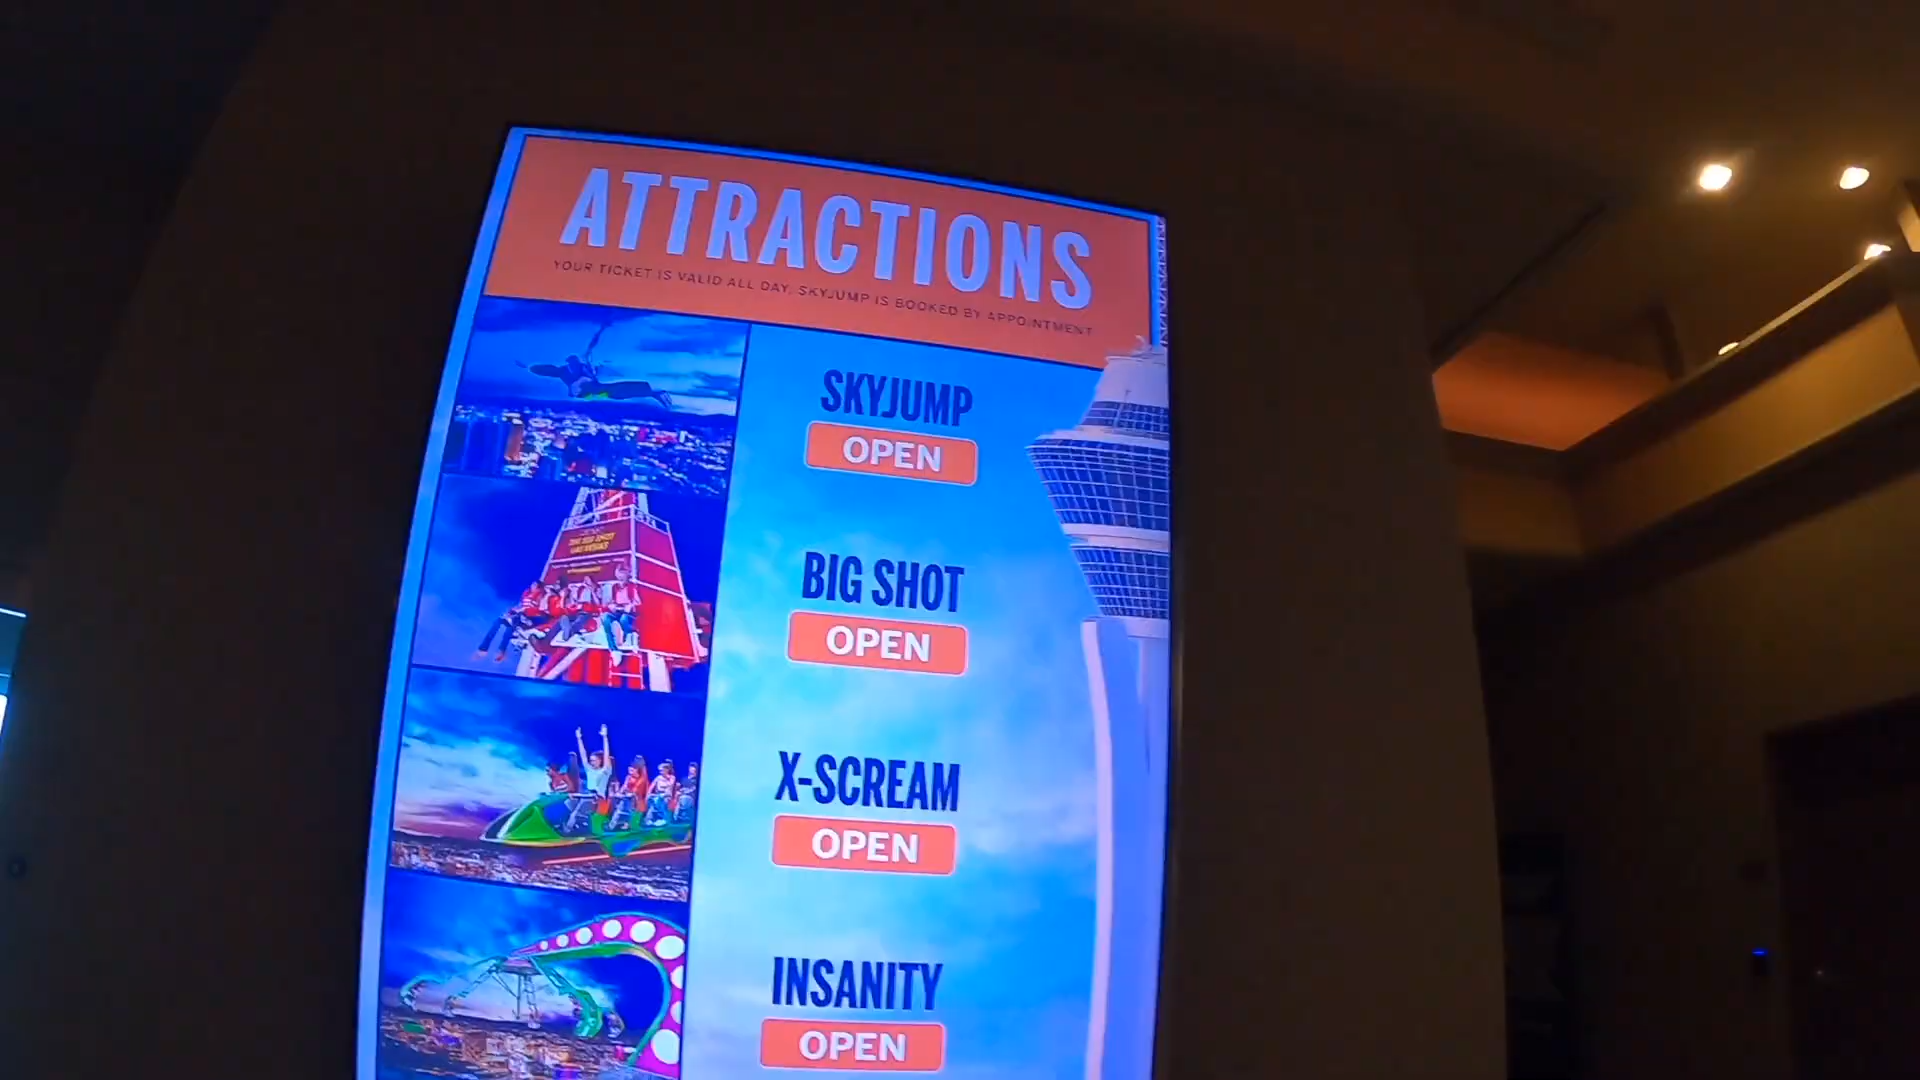 ATTRACTIONS
YOUR TICKET IS VALID ALL DAY. SKYJUMP IS BOOKED BY APPOINTMENT
SKYJUMP
OPEN
BIG SHOT
OPEN
X-SCREAM
OPEN
INSANITY
OPEN